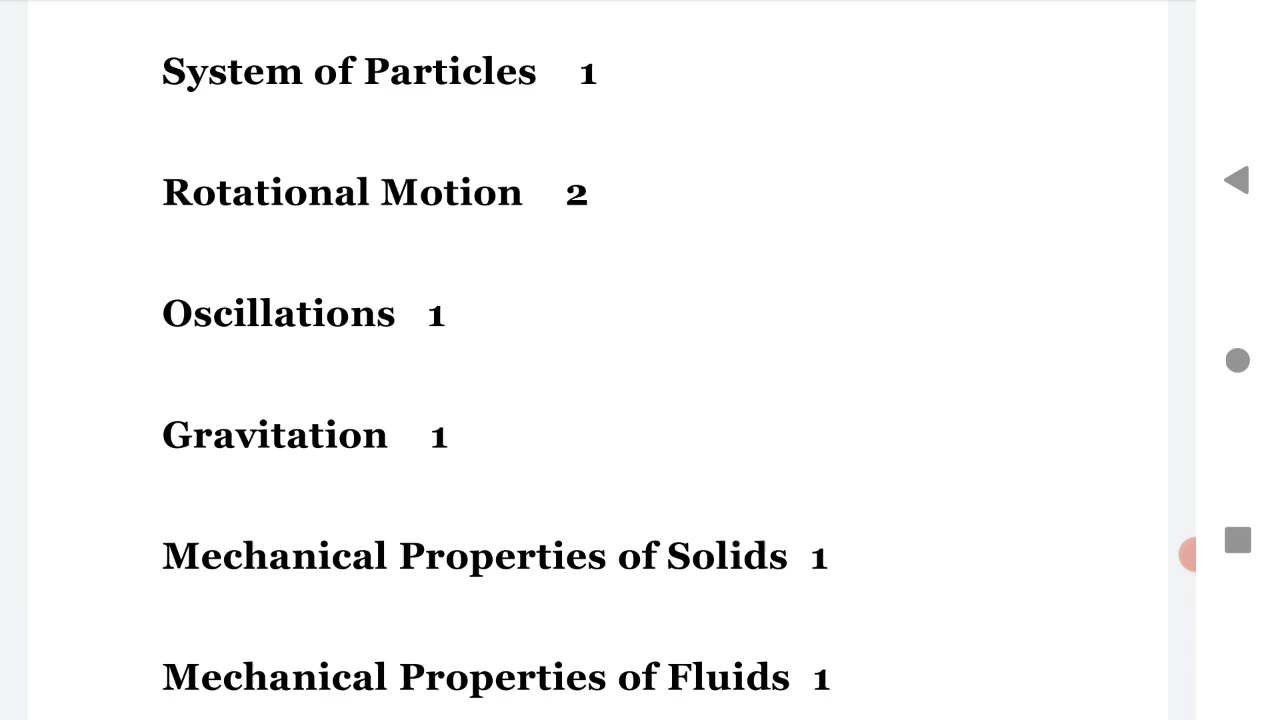 System of Particles 1
Rotational Motion 2
Oscillations 1
Gravitation 1
Mechanical Properties of Solids 1
Mechanical Properties of Fluids 1